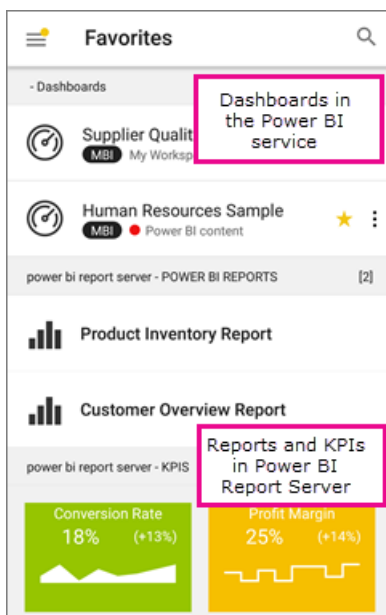 Favorites
- Dashboards
Dashboards in
the Power BI
service
Supplier Qualit
MBI My Worksp
Human Resources Sample
MBI Power BI content
power bi report server - POWER BI REPORTS [2]
Product Inventory Report
Customer Overview Report
Reports and KPIs
in Power BI
Report Server
power bi report server - KPIS
Conversion Rate
18% (+13%)
Profit Margin
25% (+14%)